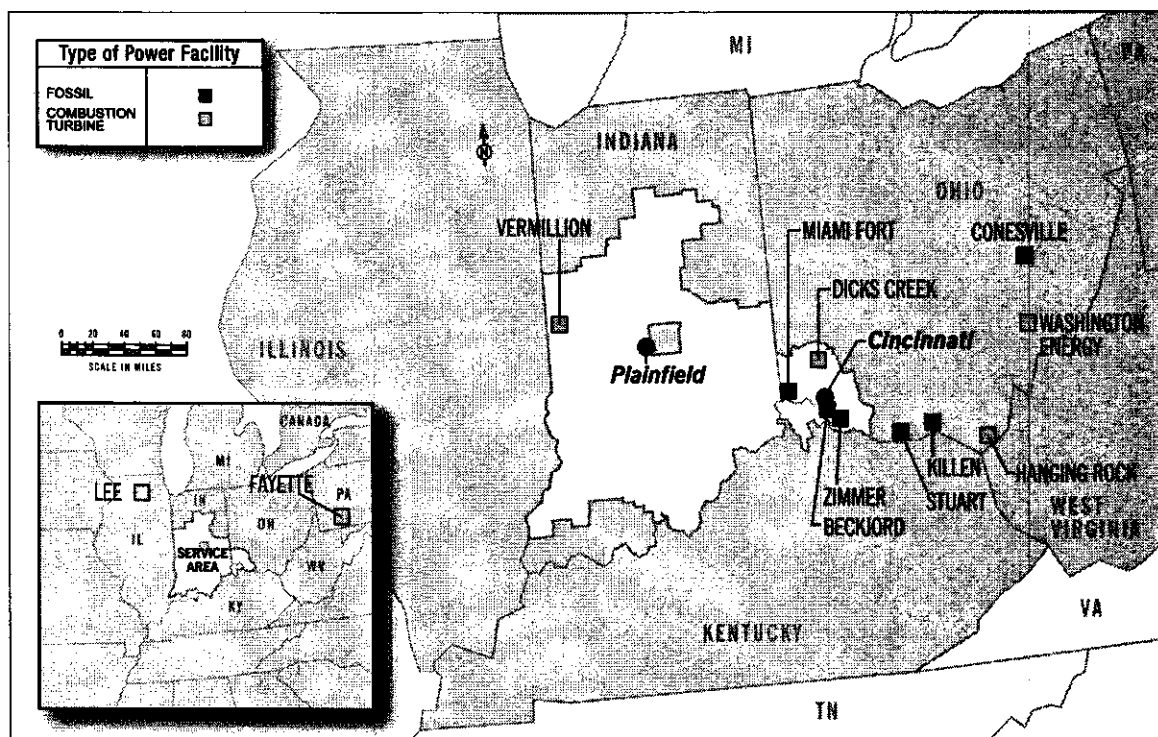 Type of Power Facility
FOSSIL
COMBUSTION
TURBINE
MI
PA
INDIANA
OHIO
N
VERMILLION
MIAMI FORT
CONESVILLE
DICKS CREEK
WASHINGTON
ENERGY
Cincinnati
0 20 40 60 80
SCALE IN MILES
ILLINOIS
Plainfield
KILLEN
HANGING ROCK
STUART
ZIMMER
BECKJORD
WEST
VIRGINIA
KENTUCKY
VA
TN
CANADA
MI
LEE
FAYETTE
IN
PA
OH
IL
SERVICE
AREA
WV
KY